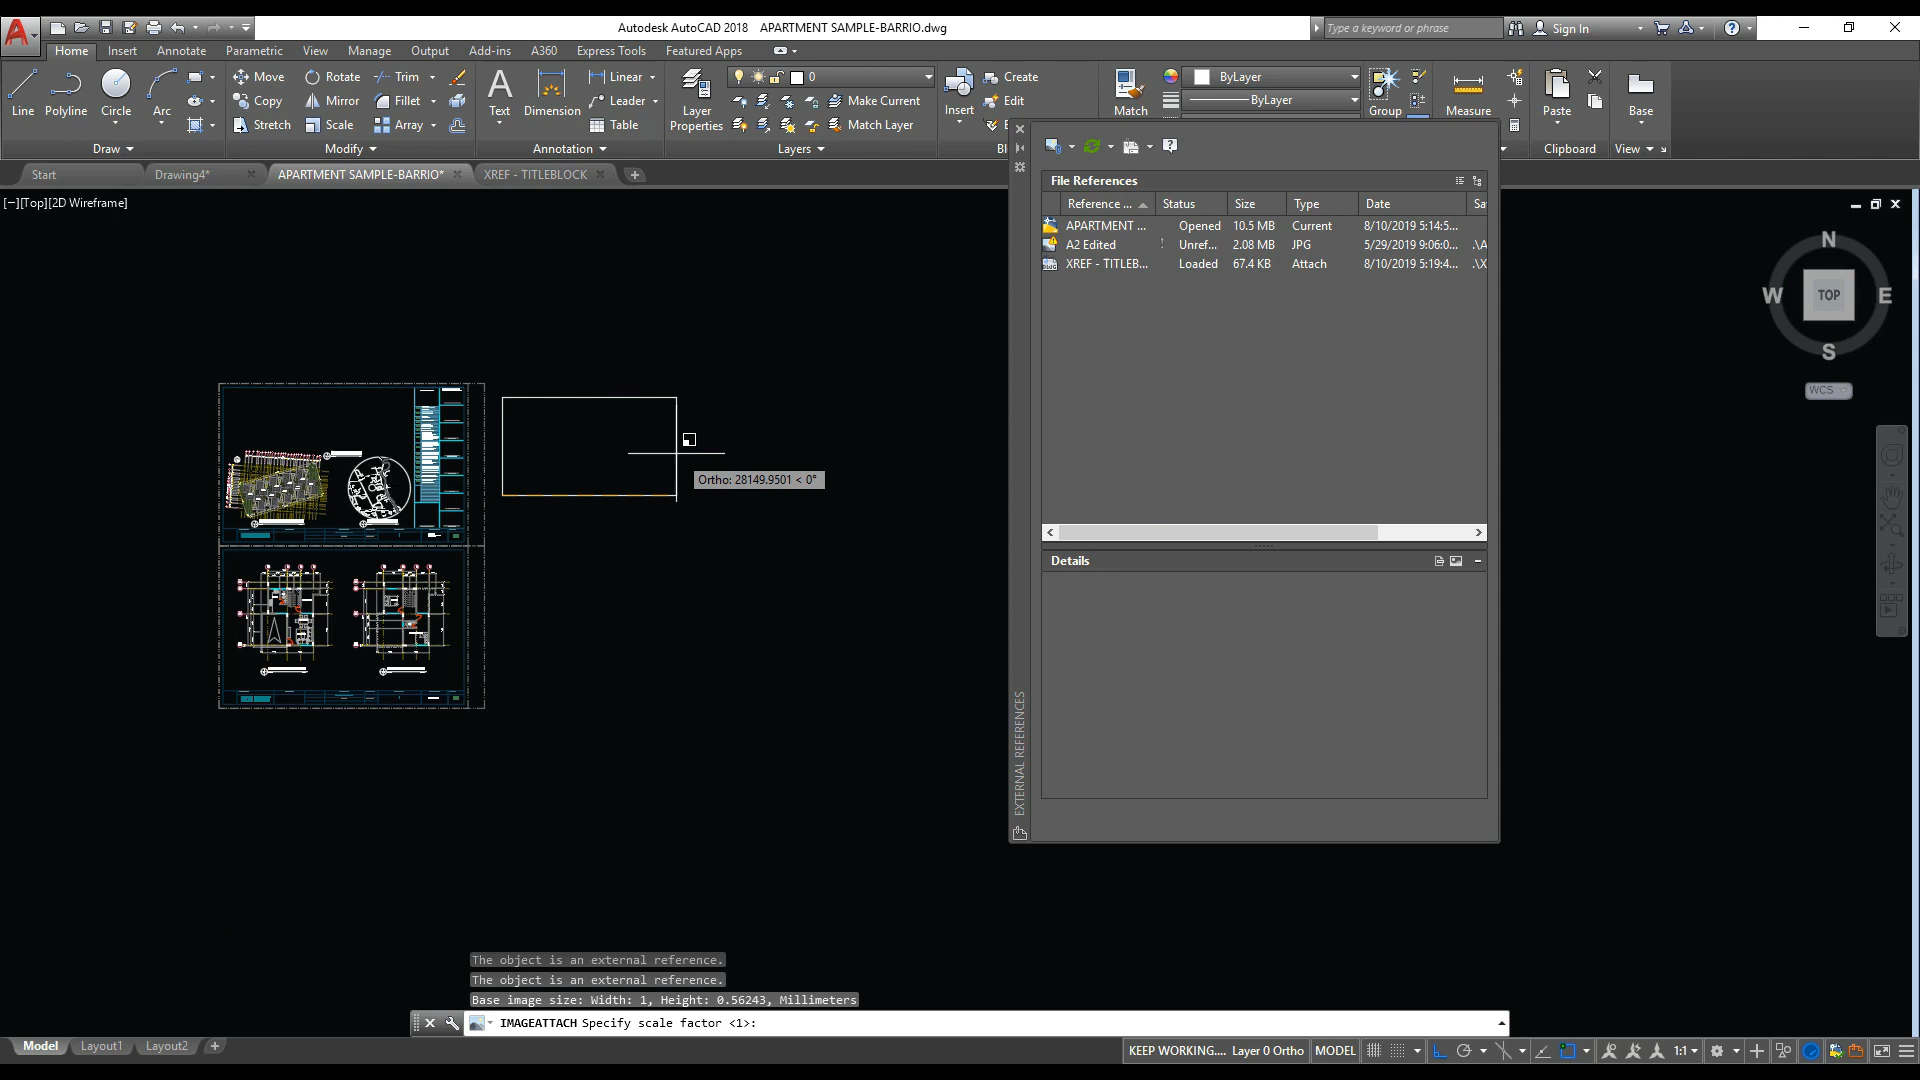 Autodesk AutoCAD 2018 APARTMENT SAMPLE-BARRIO.dwg
Type a keyword or phrase
Sign In
Home Insert Annotate Parametric View Manage Output Add-ins A360 Express Tools Featured Apps
Line Polyline Circle Arc
Move Rotate Trim
Copy Mirror Fillet
Stretch Scale Array
Text Dimension
Linear
Leader
Table
Layer Properties
0
Make Current
Match Layer
Insert
Create
Edit
Match
ByLayer
ByLayer
Group
Measure
Paste
Base
Draw Modify Annotation Layers Bl Clipboard View
Start Drawing4* APARTMENT SAMPLE-BARRIO* XREF - TITLEBLOCK
[−][Top][2D Wireframe]
File References
Reference ... Status Size Type Date Sa
APARTMENT ... Opened 10.5 MB Current 8/10/2019 5:14:5...
A2 Edited ! Unref... 2.08 MB JPG 5/29/2019 9:06:0... .\A
XREF - TITLEB... Loaded 67.4 KB Attach 8/10/2019 5:19:4... .\X
N
W TOP E
S
WCS
Ortho: 28149.9501 < 0°
Details
EXTERNAL REFERENCES
The object is an external reference.
The object is an external reference.
Base image size: Width: 1, Height: 0.56243, Millimeters
IMAGEATTACH Specify scale factor <1>:
Model Layout1 Layout2
KEEP WORKING.... Layer 0 Ortho MODEL 1:1